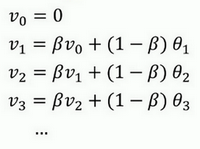 v₀ = 0
v₁ = βv₀ + (1 − β) θ₁
v₂ = βv₁ + (1 − β) θ₂
v₃ = βv₂ + (1 − β) θ₃
...